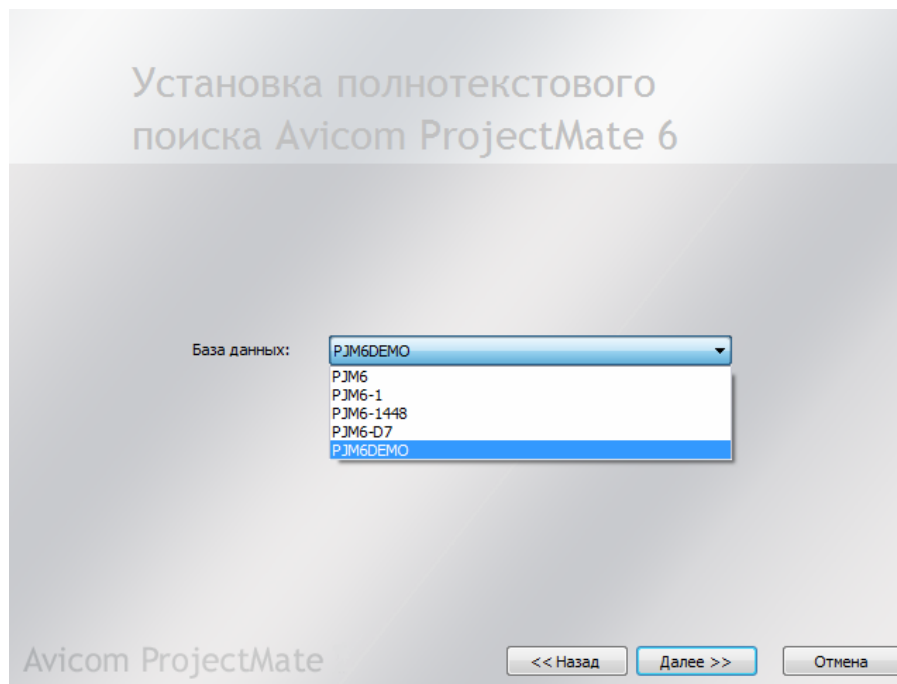 Установка полнотекстового
поиска Avicom ProjectMate 6
База данных:
PJM6DEMO
PJM6
PJM6-1
PJM6-1448
PJM6-D7
PJM6DEMO
Avicom ProjectMate
<< Назад
Далее >>
Отмена